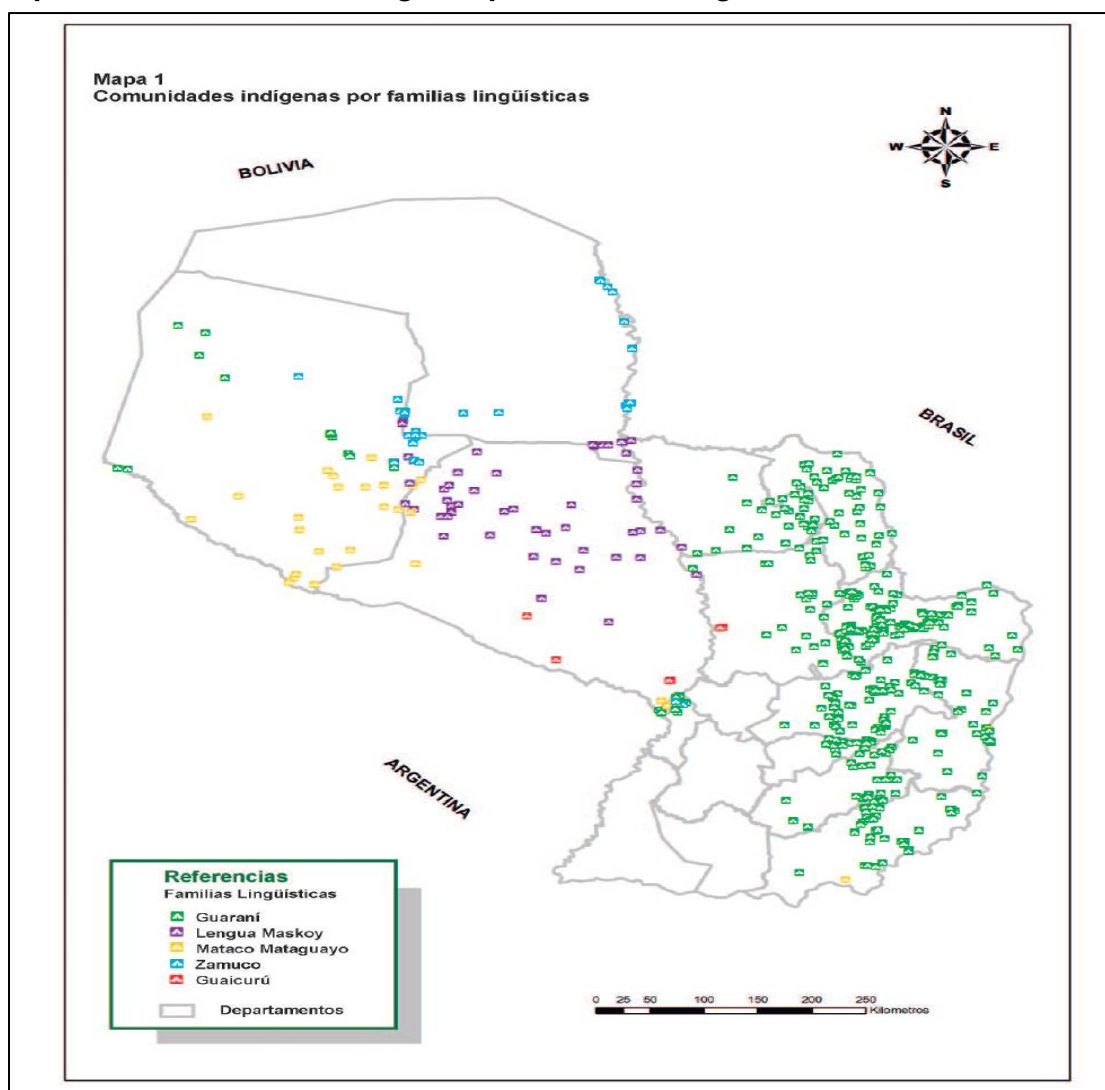 Mapa 1
Comunidades indígenas por familias lingüísticas
N
W
E
S
BOLIVIA
BRASIL
ARGENTINA
Referencias
Familias Lingüísticas
Guaraní
Lengua Maskoy
Mataco Mataguayo
Zamuco
Guaicurú
Departamentos
0 25 50 100 150 200 250
Kilometros